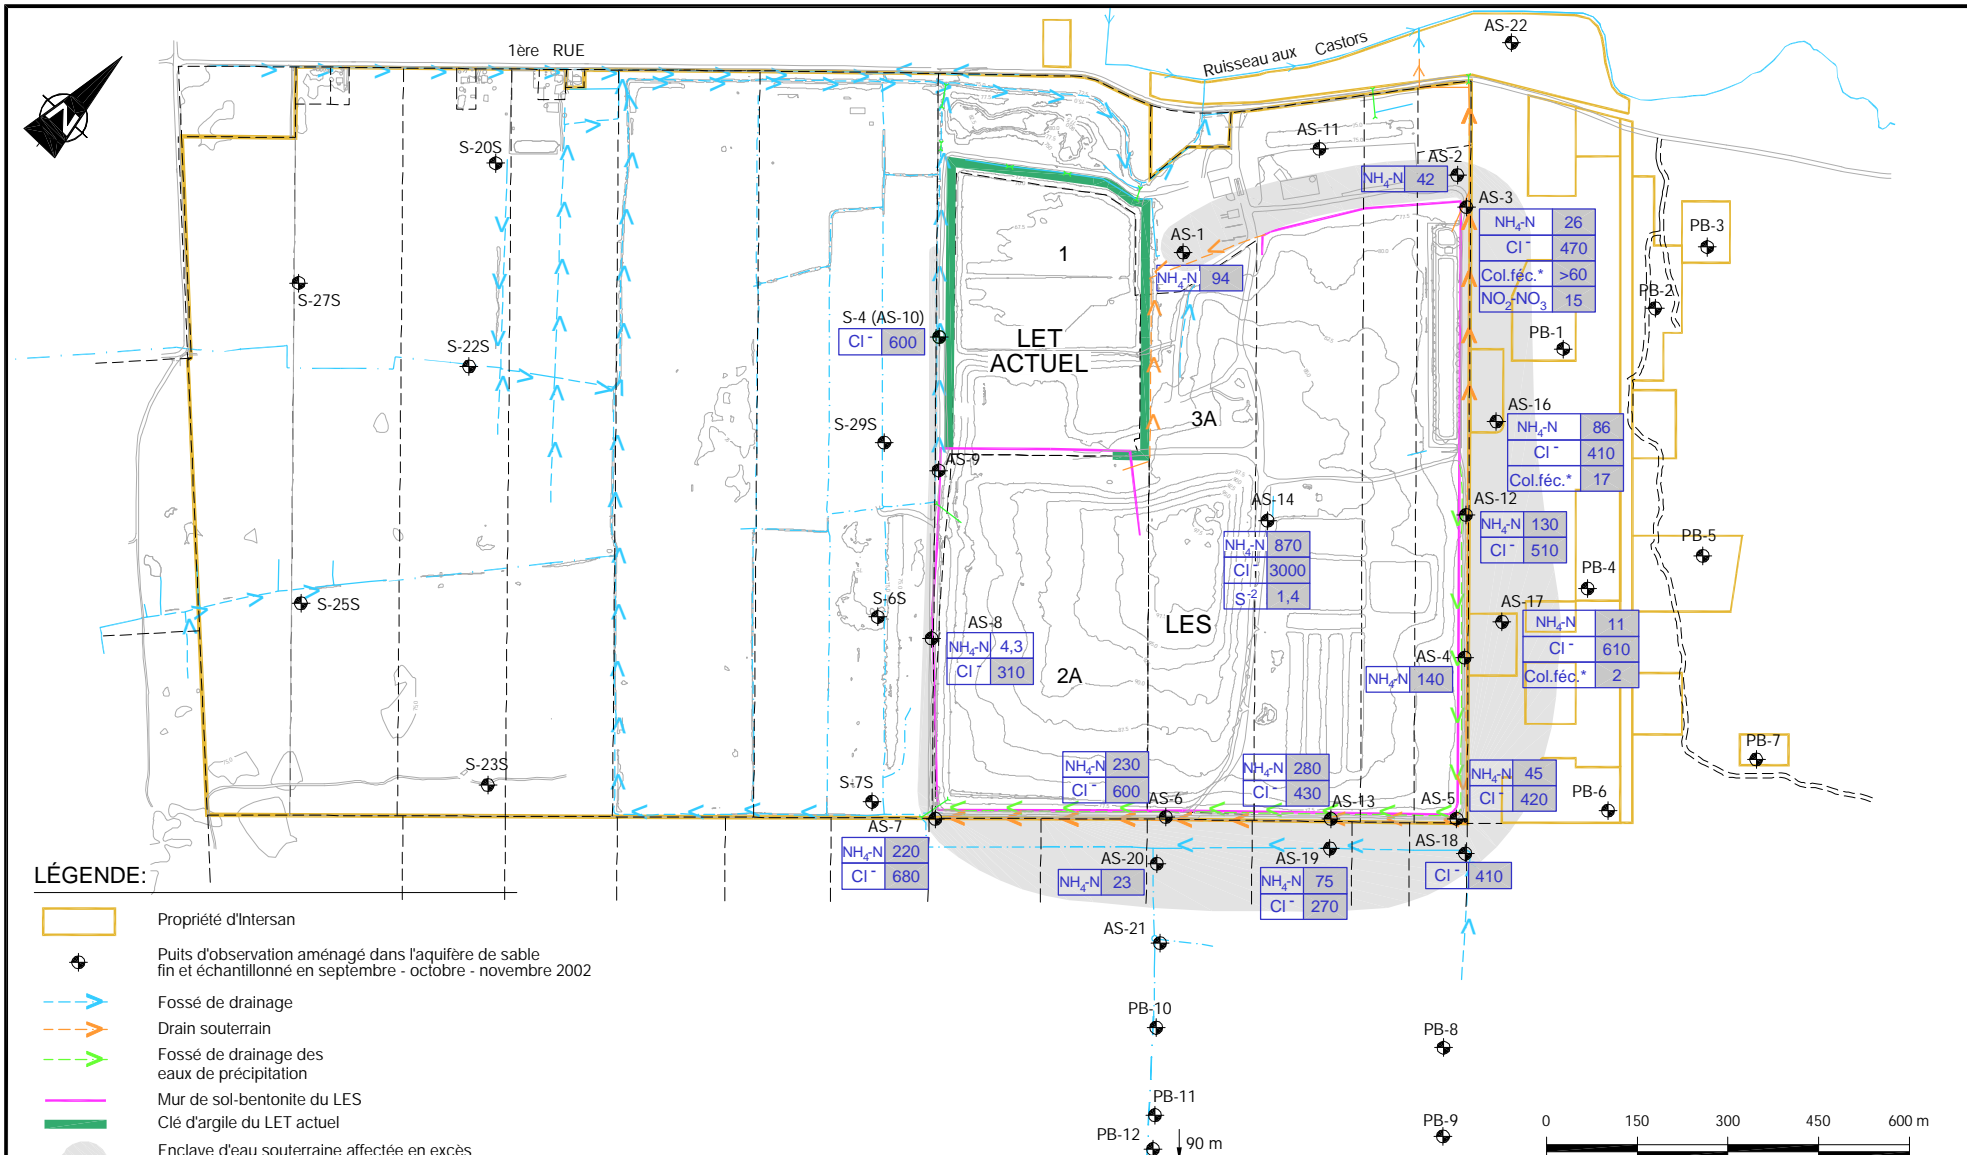 1ère RUE
Ruisseau aux Castors
AS-22
N
S-20S
AS-11
AS-2
NH4-N 42
AS-3
NH4-N 26
Cl- 470
Col.féc.* >60
NO2-NO3 15
PB-3
AS-1
NH4-N 94
1
S-27S
PB-2
S-4 (AS-10)
Cl- 600
LET
ACTUEL
PB-1
S-22S
3A
AS-16
NH4-N 86
Cl- 410
Col.féc.* 17
S-29S
AS-9
AS-14
NH4-N 870
Cl- 3000
S-2 1,4
AS-12
NH4-N 130
Cl- 510
PB-5
PB-4
S-25S
S-6S
AS-8
NH4-N 4,3
Cl- 310
LES
AS-17
NH4-N 11
Cl- 610
Col.féc.* 2
2A
AS-4
NH4-N 140
PB-7
S-23S
S-7S
NH4-N 230
Cl- 600
AS-6
NH4-N 280
Cl- 430
AS-13
AS-5
NH4-N 45
Cl- 420
PB-6
AS-7
NH4-N 220
Cl- 680
AS-20
NH4-N 23
AS-19
NH4-N 75
Cl- 270
AS-18
Cl- 410
AS-21
PB-10
PB-8
PB-11
PB-12
90 m
PB-9
0 150 300 450 600 m
LÉGENDE:
Propriété d'Intersan
Puits d'observation aménagé dans l'aquifère de sable
fin et échantillonné en septembre - octobre - novembre 2002
Fossé de drainage
Drain souterrain
Fossé de drainage des
eaux de précipitation
Mur de sol-bentonite du LES
Clé d'argile du LET actuel
Enclave d'eau souterraine affectée en excès